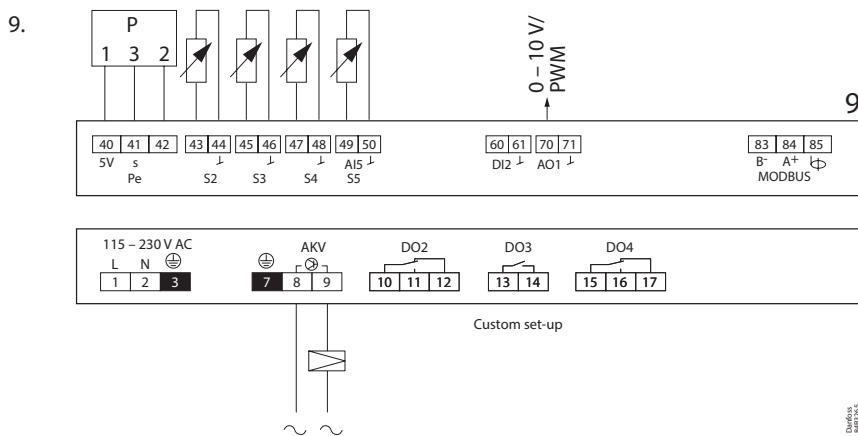 9.
P
1 3 2
0 – 10 V/
PWM
9
40 41 42 43 44 45 46 47 48 49 50 60 61 70 71 83 84 85
5V s AI5 DI2 AO1 B- A+
Pe S2 S3 S4 S5 MODBUS
115 – 230 V AC AKV DO2 DO3 DO4
L N
1 2 3 7 8 9 10 11 12 13 14 15 16 17
Custom set-up
Danfoss